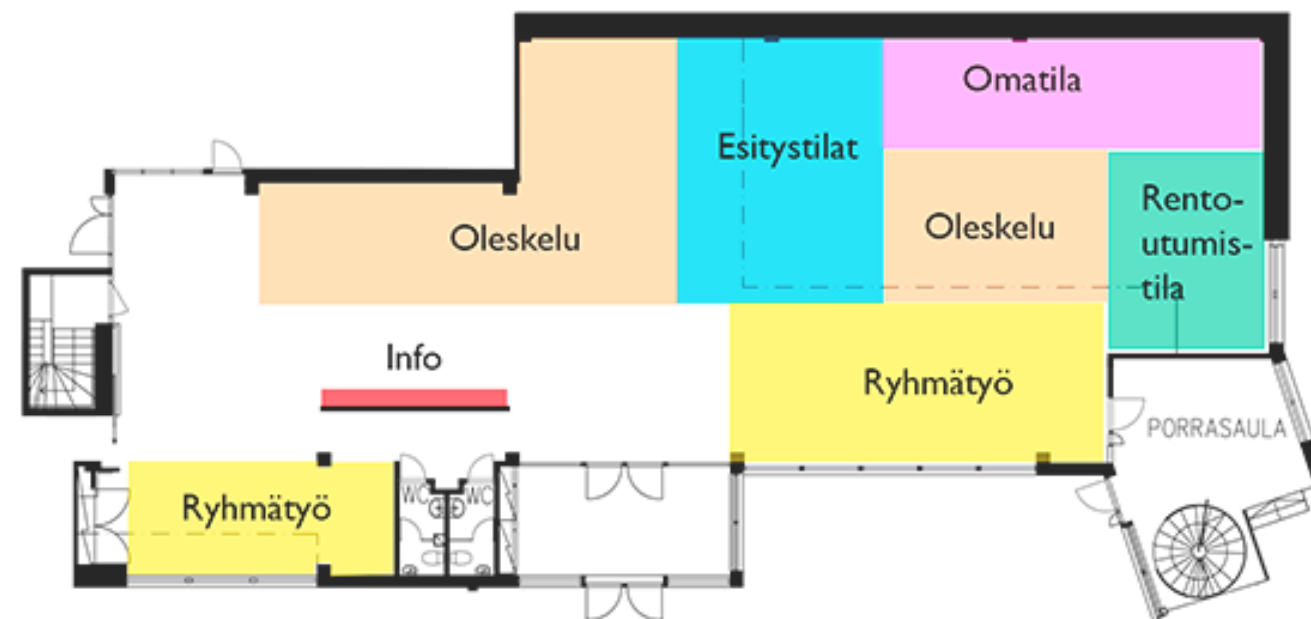 Omatila
Esitystilat
Rento-
utumis-
tila
Oleskelu
Oleskelu
Info
Ryhmätyö
PORRASAULA
WC
WC
Ryhmätyö